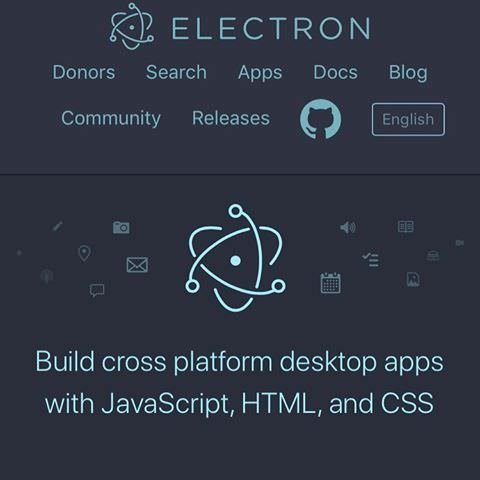 ELECTRON
Donors Search Apps Docs Blog
Community Releases English
Build cross platform desktop apps
with JavaScript, HTML, and CSS